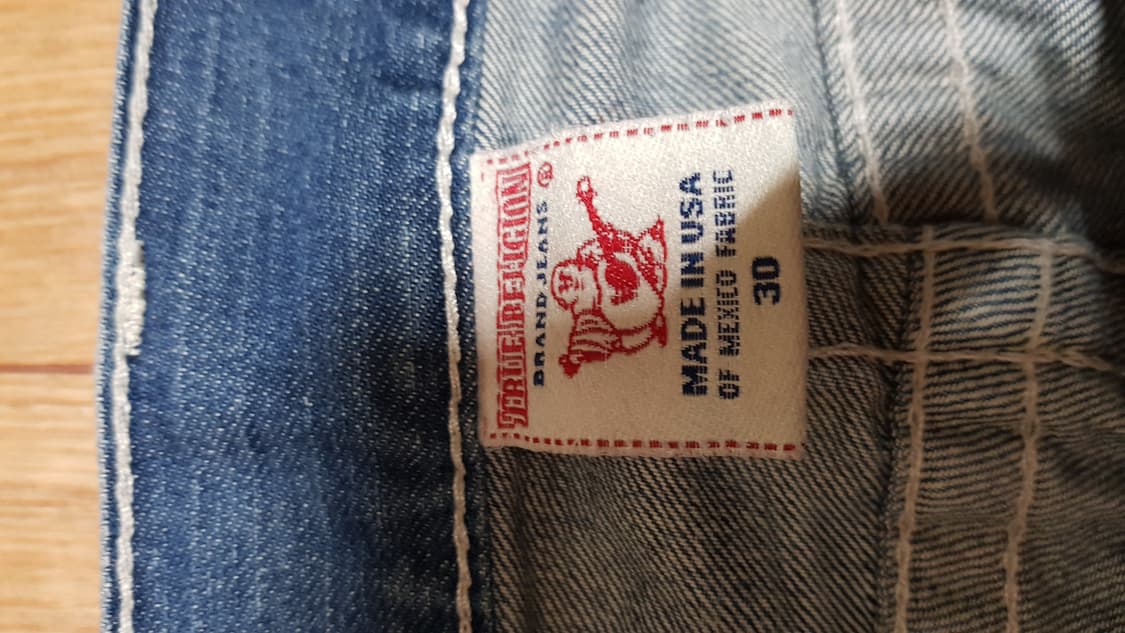 TRUE RELIGION
BRAND JEANS ®
MADE IN USA
OF MEXICO FABRIC
30